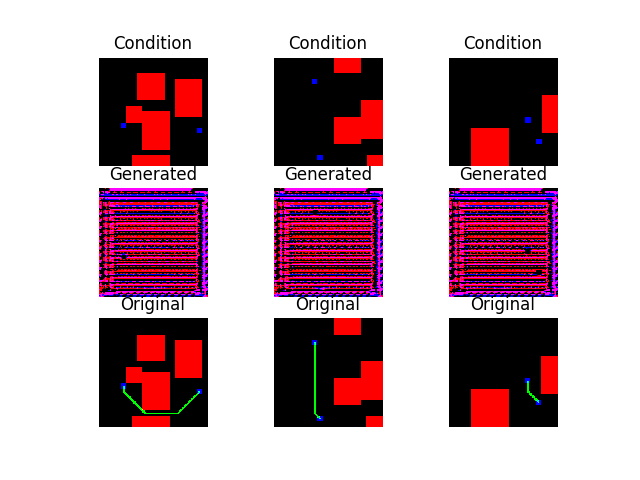 Condition Condition Condition
Generated Generated Generated
Original Original Original